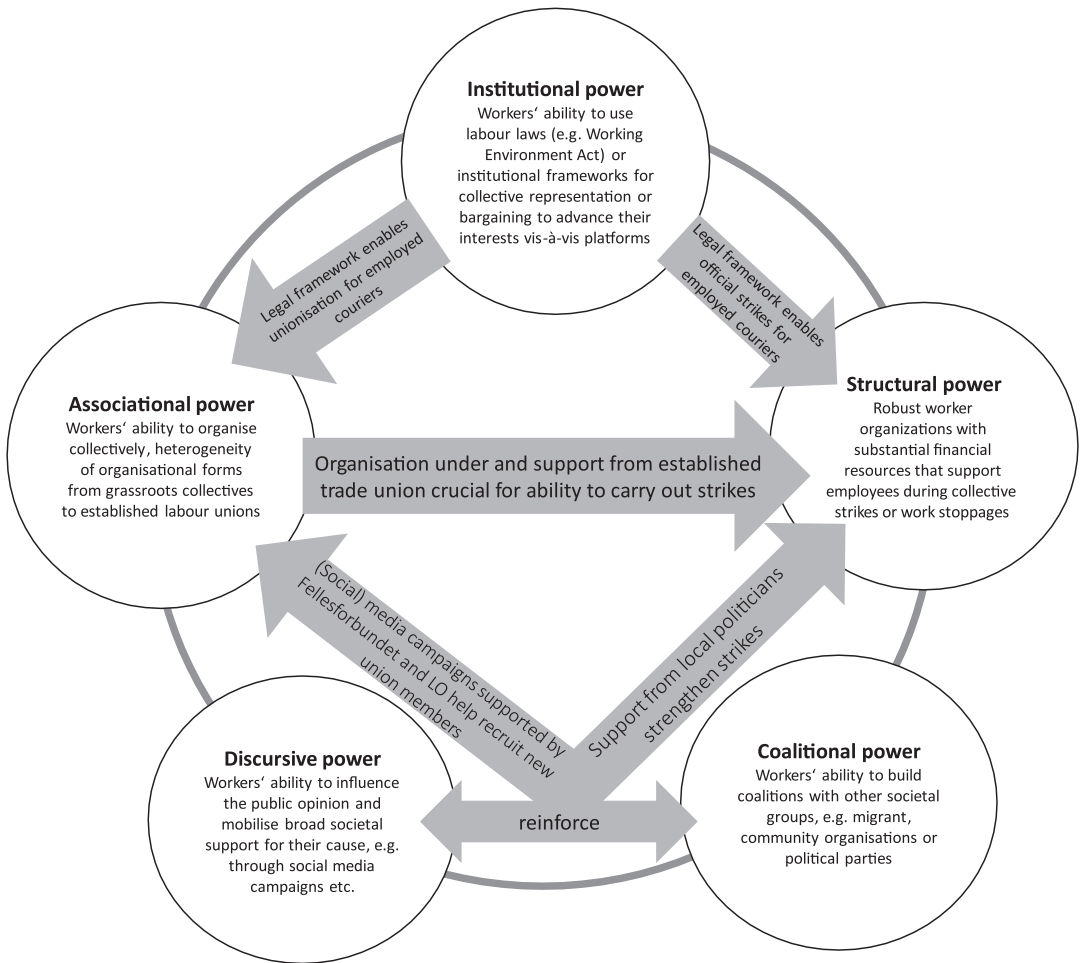 Institutional power
Workers‘ ability to use
labour laws (e.g. Working
Environment Act) or
institutional frameworks for
collective representation or
bargaining to advance their
interests vis-à-vis platforms
Legal framework enables
unionisation for employed
couriers
Legal framework enables
official strikes for
employed couriers
Associational power
Workers‘ ability to organise
collectively, heterogeneity
of organisational forms
from grassroots collectives
to established labour unions
Organisation under and support from established
trade union crucial for ability to carry out strikes
Structural power
Robust worker
organizations with
substantial financial
resources that support
employees during collective
strikes or work stoppages
(Social) media campaigns supported by
Fellesforbundet and LO help recruit new
union members
Support from local politicians
strengthen strikes
Discursive power
Workers‘ ability to influence
the public opinion and
mobilise broad societal
support for their cause, e.g.
through social media
campaigns etc.
reinforce
Coalitional power
Workers‘ ability to build
coalitions with other societal
groups, e.g. migrant,
community organisations or
political parties